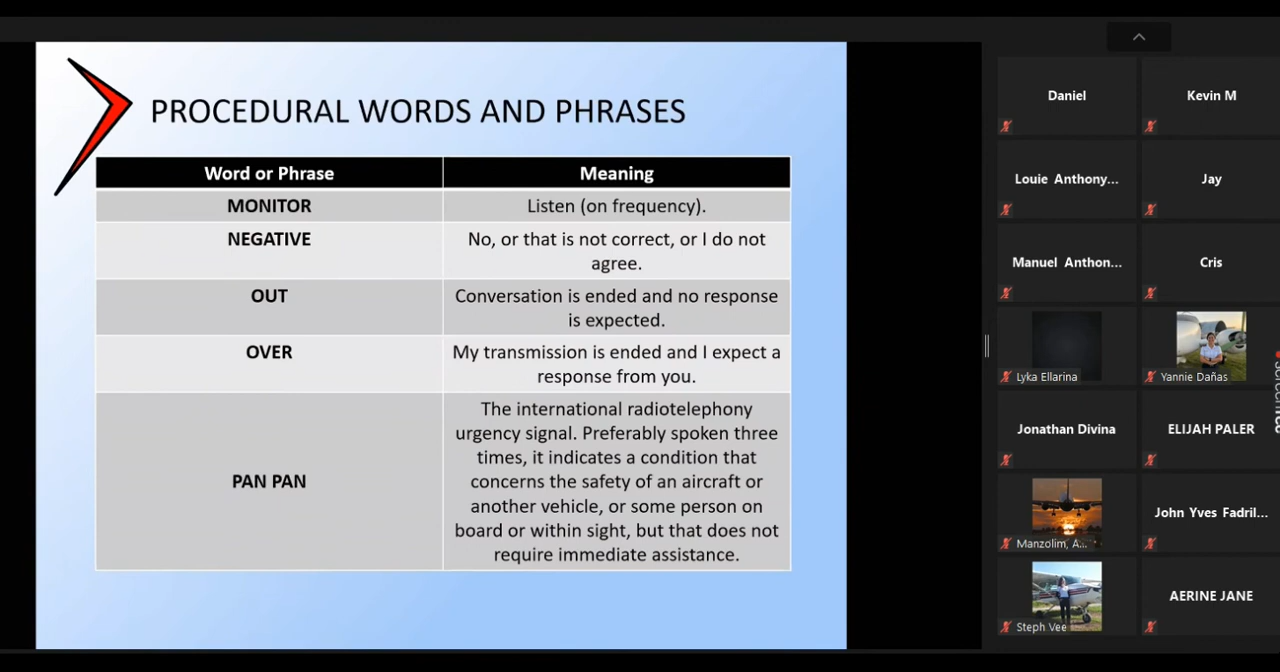 PROCEDURAL WORDS AND PHRASES
Word or Phrase
Meaning
MONITOR
Listen (on frequency).
NEGATIVE
No, or that is not correct, or I do not
agree.
OUT
Conversation is ended and no response
is expected.
OVER
My transmission is ended and I expect a
response from you.
PAN PAN
The international radiotelephony
urgency signal. Preferably spoken three
times, it indicates a condition that
concerns the safety of an aircraft or
another vehicle, or some person on
board or within sight, but that does not
require immediate assistance.
Daniel
Kevin M
Louie Anthony...
Jay
Manuel Anthon...
Cris
Lyka Ellarina
Yannie Dañas
Jonathan Divina
ELIJAH PALER
Manzolim, A...
John Yves Fadril...
Steph Vee
AERINE JANE